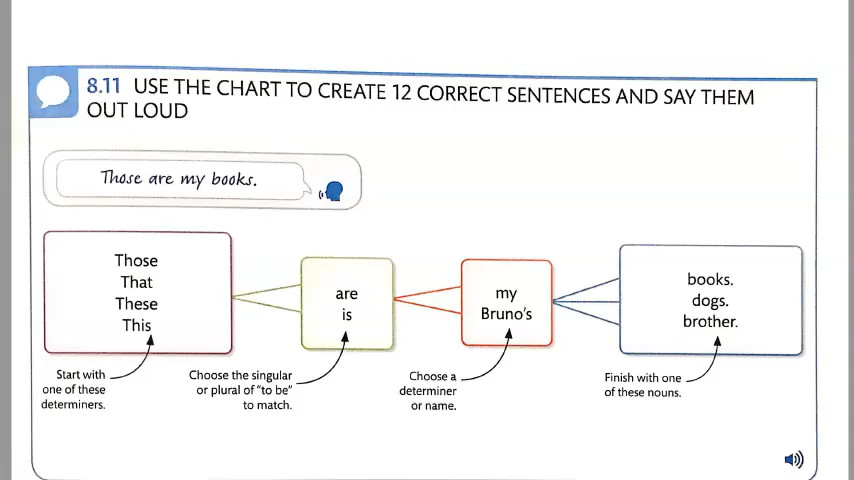 8.11 USE THE CHART TO CREATE 12 CORRECT SENTENCES AND SAY THEM
OUT LOUD
Those are my books.
Those
That
These
This
are
is
my
Bruno's
books.
dogs.
brother.
Start with
one of these
determiners.
Choose the singular
or plural of "to be"
to match.
Choose a
determiner
or name.
Finish with one
of these nouns.